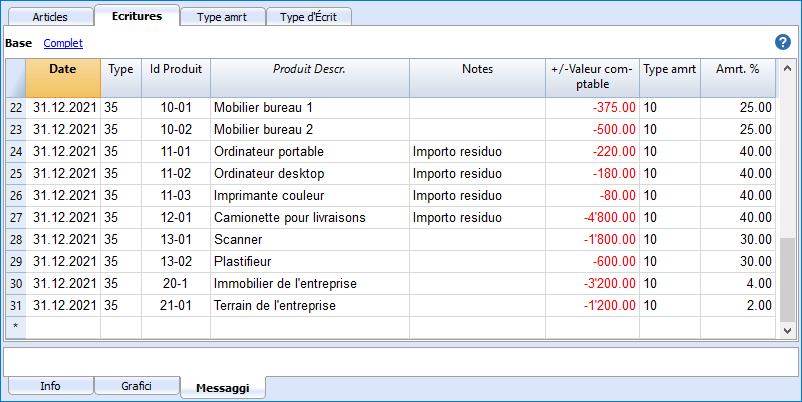 Articles Ecritures Type amrt Type d'Écrit
Base Complet ?
Date Type Id Produit Produit Descr. Notes +/-Valeur com- Type amrt Amrt. %
ptable
22 31.12.2021 35 10-01 Mobilier bureau 1 -375.00 10 25.00
23 31.12.2021 35 10-02 Mobilier bureau 2 -500.00 10 25.00
24 31.12.2021 35 11-01 Ordinateur portable Importo residuo -220.00 10 40.00
25 31.12.2021 35 11-02 Ordinateur desktop Importo residuo -180.00 10 40.00
26 31.12.2021 35 11-03 Imprimante couleur Importo residuo -80.00 10 40.00
27 31.12.2021 35 12-01 Camionette pour livraisons Importo residuo -4'800.00 10 40.00
28 31.12.2021 35 13-01 Scanner -1'800.00 10 30.00
29 31.12.2021 35 13-02 Plastifieur -600.00 10 30.00
30 31.12.2021 35 20-1 Immobilier de l'entreprise -3'200.00 10 4.00
31 31.12.2021 35 21-01 Terrain de l'entreprise -1'200.00 10 2.00
*
Info Grafici Messaggi